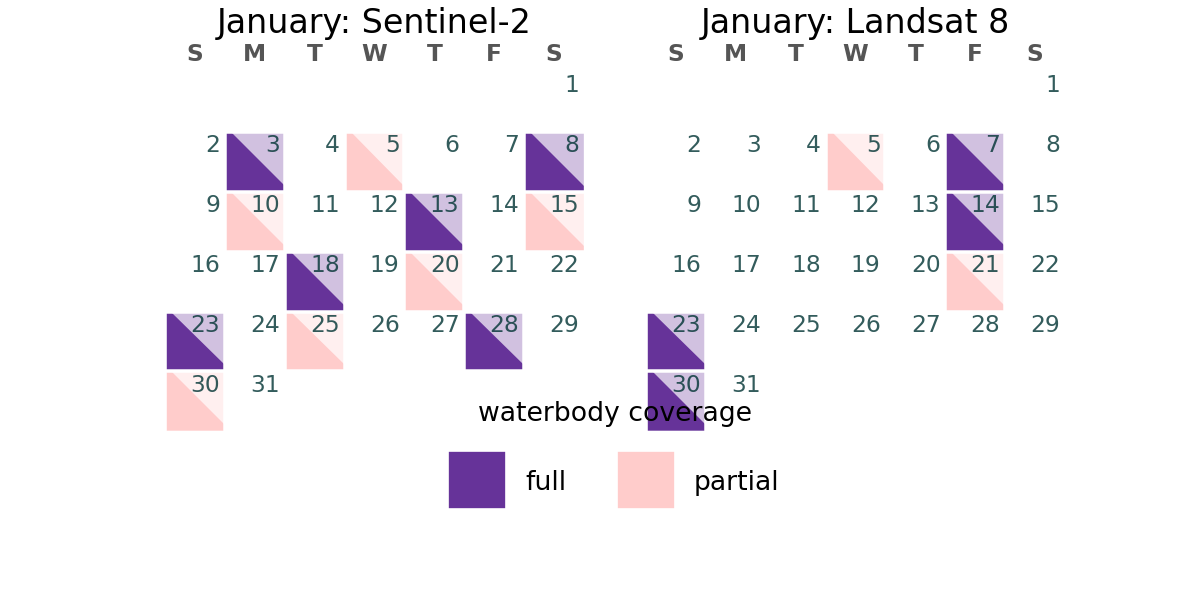 January: Sentinel-2
S M T W T F S
1
2 3 4 5 6 7 8
9 10 11 12 13 14 15
16 17 18 19 20 21 22
23 24 25 26 27 28 29
30 31
January: Landsat 8
S M T W T F S
1
2 3 4 5 6 7 8
9 10 11 12 13 14 15
16 17 18 19 20 21 22
23 24 25 26 27 28 29
30 31
waterbody coverage
full partial